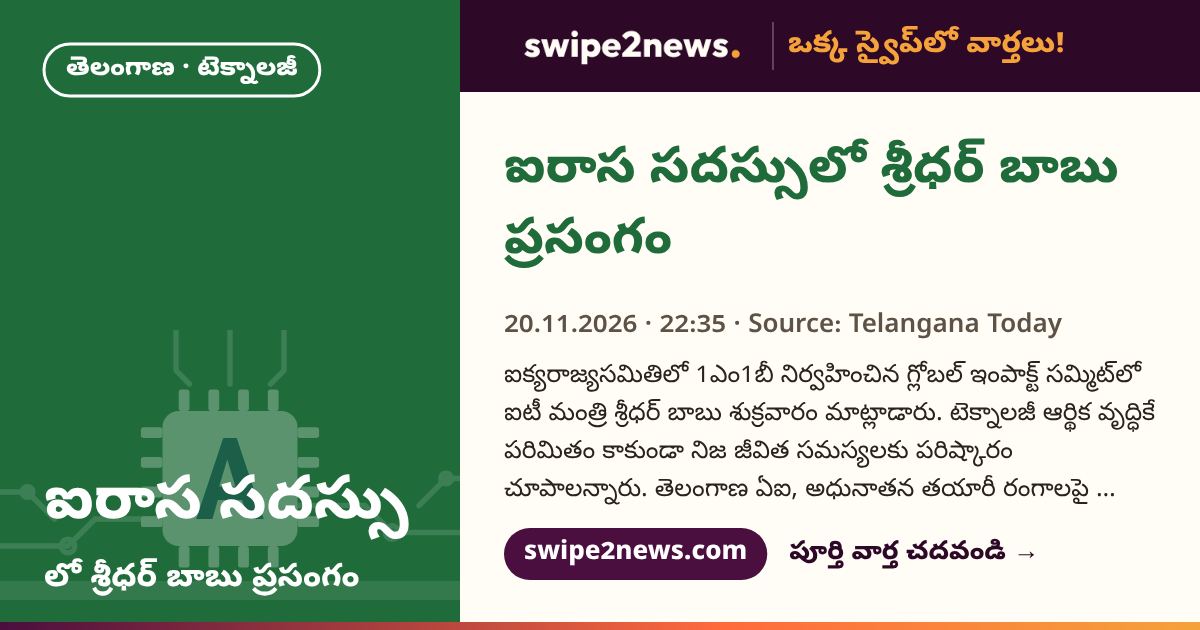 తెలంగాణ · టెక్నాలజీ
A
ఐరాస సదస్సు
లో శ్రీధర్ బాబు ప్రసంగం
swipe2news.
ఒక్క స్వైప్‌లో వార్తలు!
ఐరాస సదస్సులో శ్రీధర్ బాబు
ప్రసంగం
20.11.2026 · 22:35 · Source: Telangana Today
ఐక్యరాజ్యసమితిలో 1ఎం1బీ నిర్వహించిన గ్లోబల్ ఇంపాక్ట్ సమ్మిట్‌లో
ఐటీ మంత్రి శ్రీధర్ బాబు శుక్రవారం మాట్లాడారు. టెక్నాలజీ ఆర్థిక వృద్ధికే
పరిమితం కాకుండా నిజ జీవిత సమస్యలకు పరిష్కారం
చూపాలన్నారు. తెలంగాణ ఏఐ, అధునాతన తయారీ రంగాలపై ...
swipe2news.com
పూర్తి వార్త చదవండి →